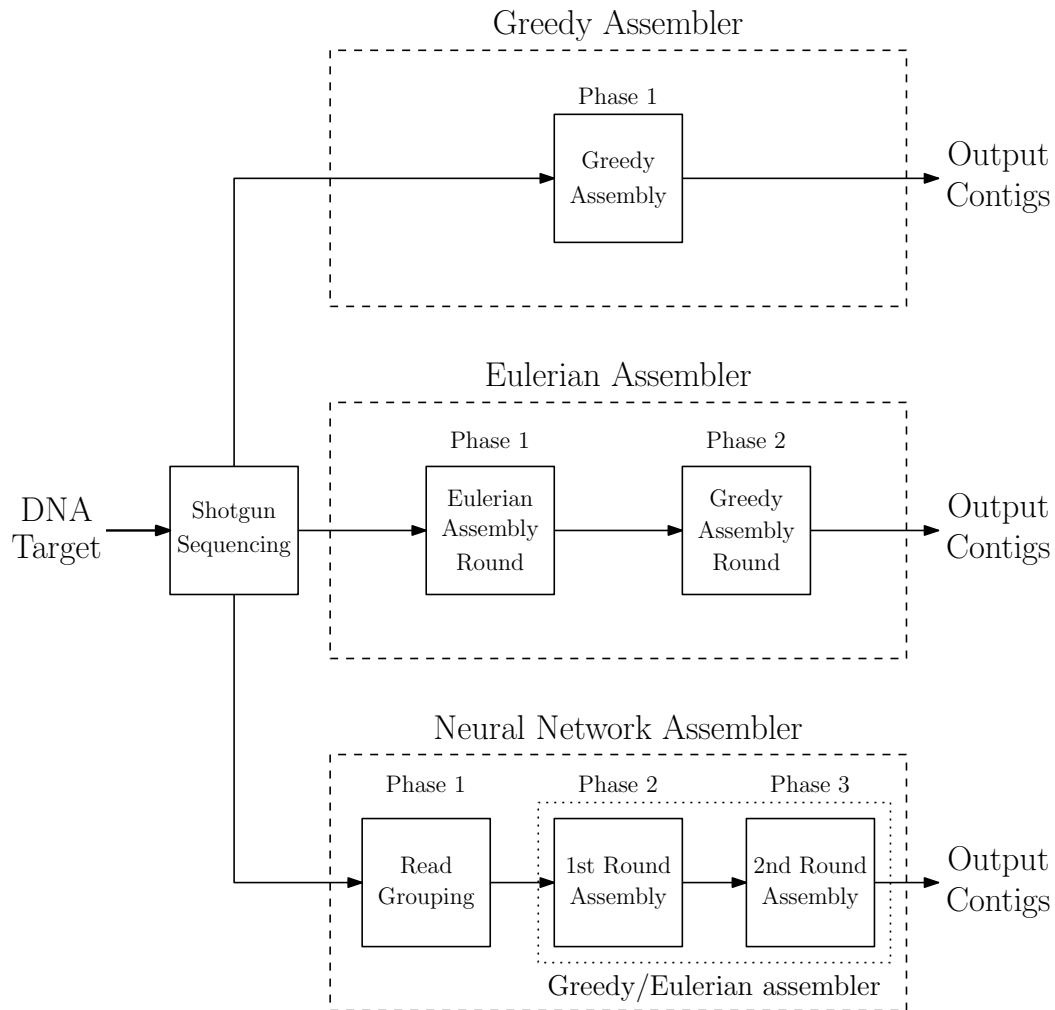 Greedy Assembler
Phase 1
Greedy
Assembly
Output
Contigs
Eulerian Assembler
Phase 1
Phase 2
DNA
Target
Shotgun
Sequencing
Eulerian
Assembly
Round
Greedy
Assembly
Round
Output
Contigs
Neural Network Assembler
Phase 1
Phase 2
Phase 3
Read
Grouping
1st Round
Assembly
2nd Round
Assembly
Output
Contigs
Greedy/Eulerian assembler